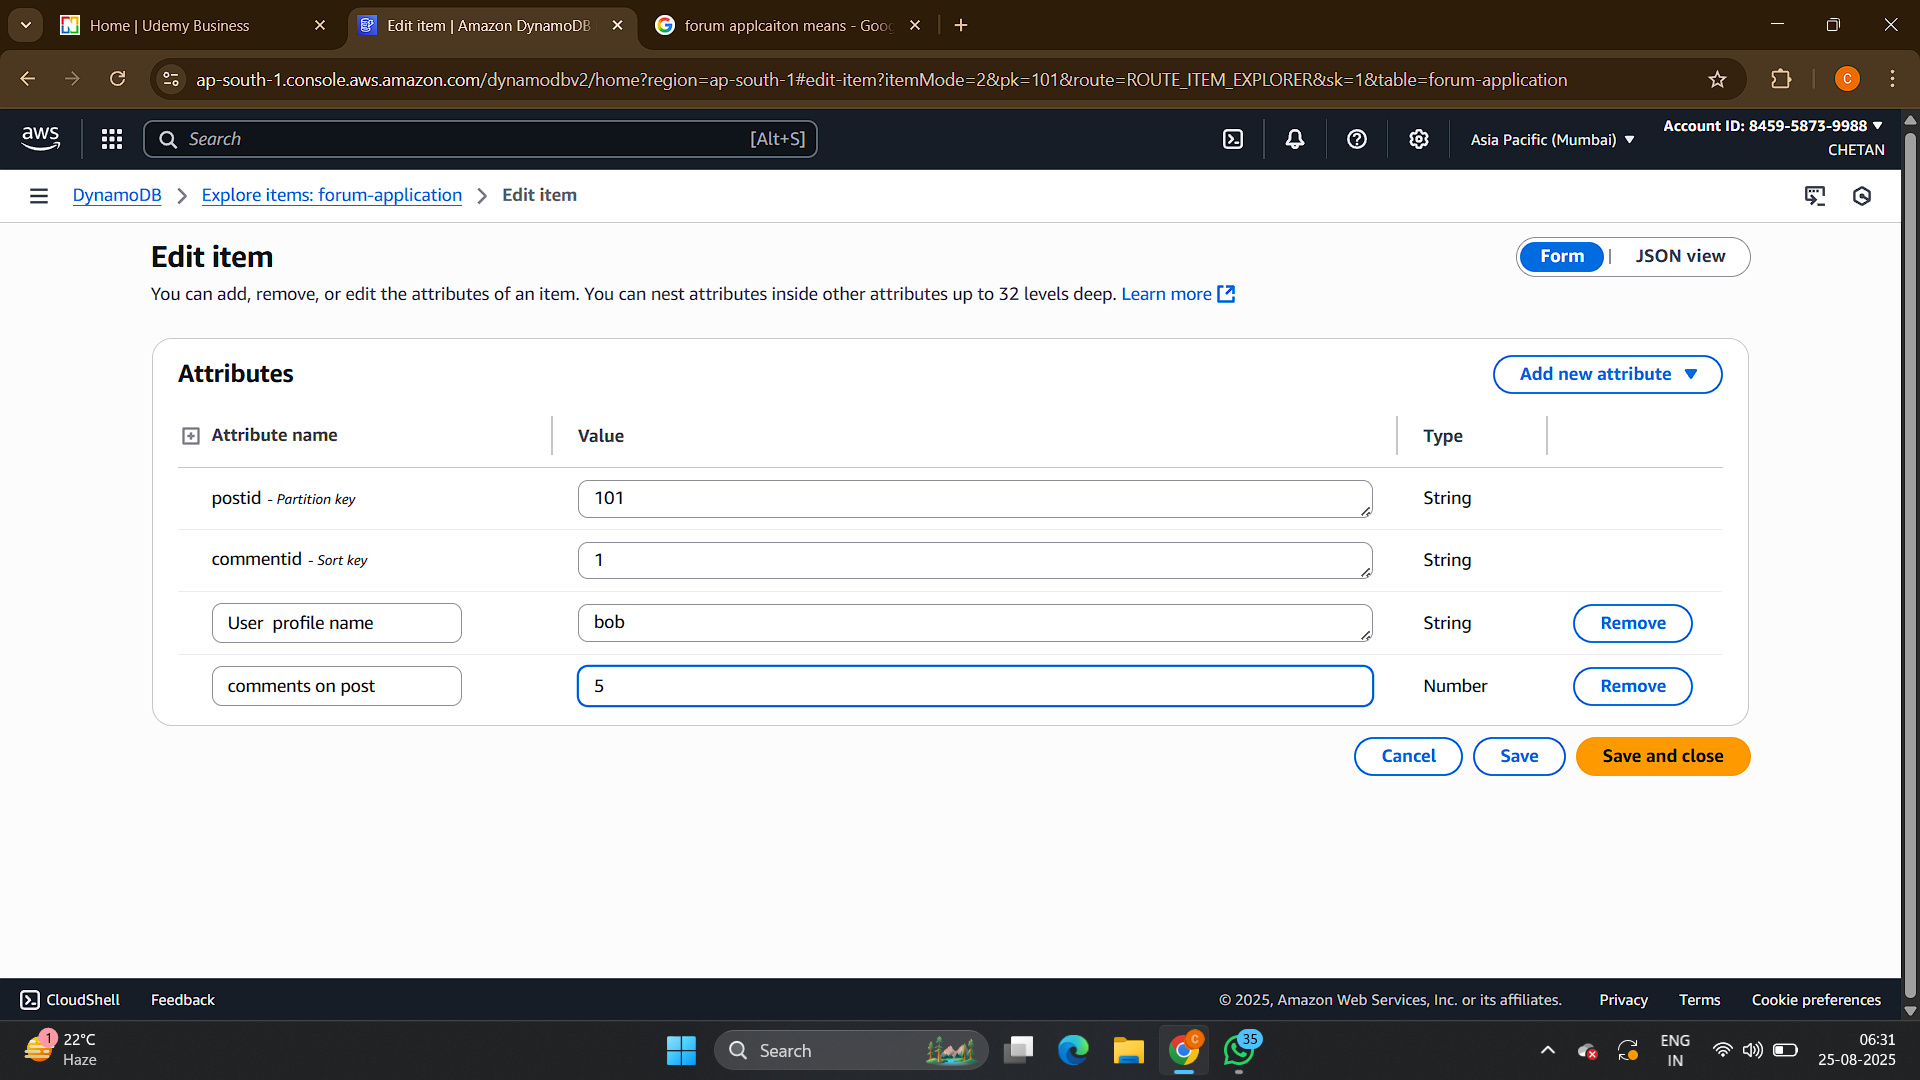 Home | Udemy Business
Edit item | Amazon DynamoDB
forum applcaiton means - Goo
ap-south-1.console.aws.amazon.com/dynamodbv2/home?region=ap-south-1#edit-item?itemMode=2&pk=101&route=ROUTE_ITEM_EXPLORER&sk=1&table=forum-application
C
aws
Search
[Alt+S]
Asia Pacific (Mumbai)
Account ID: 8459-5873-9988
CHETAN
DynamoDB
Explore items: forum-application
Edit item
Edit item
Form | JSON view
You can add, remove, or edit the attributes of an item. You can nest attributes inside other attributes up to 32 levels deep. Learn more
Attributes
Add new attribute
Attribute name
Value
Type
postid - Partition key
101
String
commentid - Sort key
1
String
User  profile name
bob
String
Remove
comments on post
5
Number
Remove
Cancel
Save
Save and close
CloudShell
Feedback
© 2025, Amazon Web Services, Inc. or its affiliates.
Privacy
Terms
Cookie preferences
1
22°C
Haze
Search
C
35
ENG
IN
06:31
25-08-2025